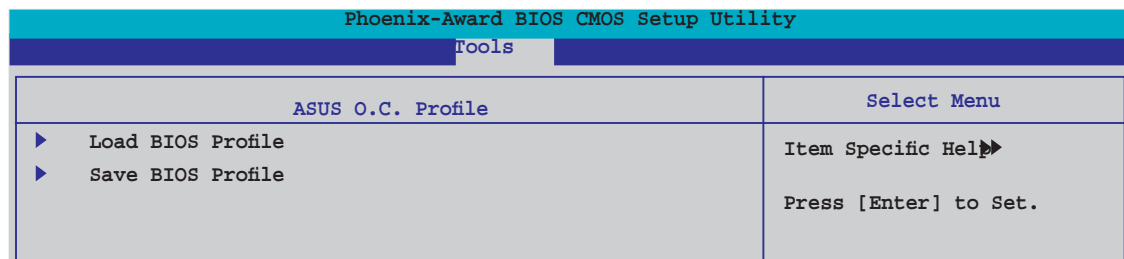 Phoenix-Award BIOS CMOS Setup Utility
Tools
ASUS O.C. Profile
Select Menu
Load BIOS Profile
Save BIOS Profile
Item Specific Help
Press [Enter] to Set.